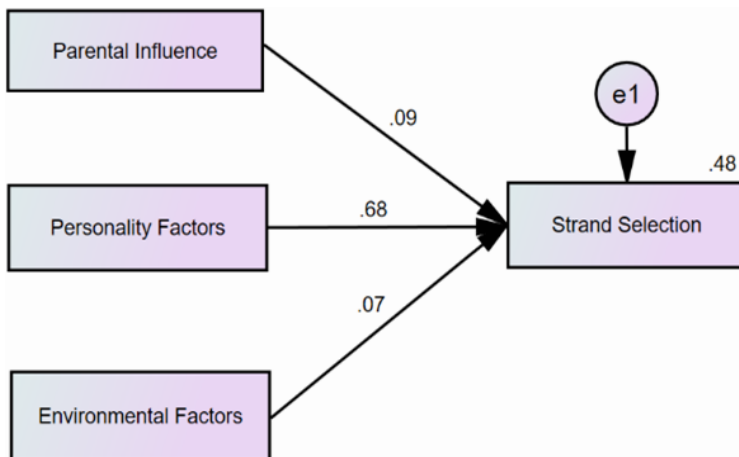 Parental Influence
e1
.09
.48
Personality Factors
.68
Strand Selection
.07
Environmental Factors